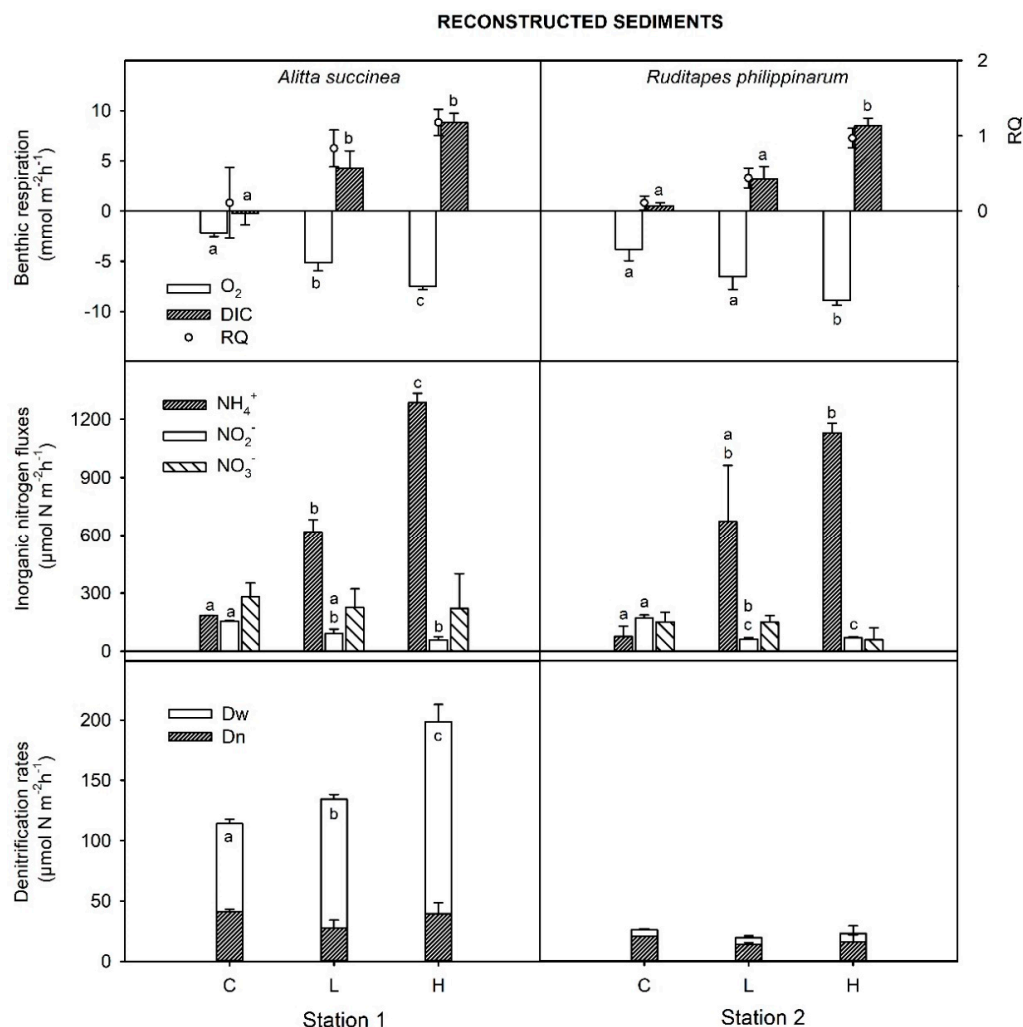 RECONSTRUCTED SEDIMENTS
Alitta succinea
Ruditapes philippinarum
Benthic respiration
(mmol m⁻²h⁻¹)
10
5
0
-5
-10
2
1
0
RQ
a
a
b
b
b
c
a
a
a
a
b
b
O₂
DIC
RQ
Inorganic nitrogen fluxes
(µmol N m⁻²h⁻¹)
1200
900
600
300
0
NH₄⁺
NO₂⁻
NO₃⁻
a
a
b
a
b
c
b
a
a
a
b
b
c
b
c
Denitrification rates
(µmol N m⁻²h⁻¹)
200
150
100
50
0
Dw
Dn
a
b
c
C
L
H
C
L
H
Station 1
Station 2